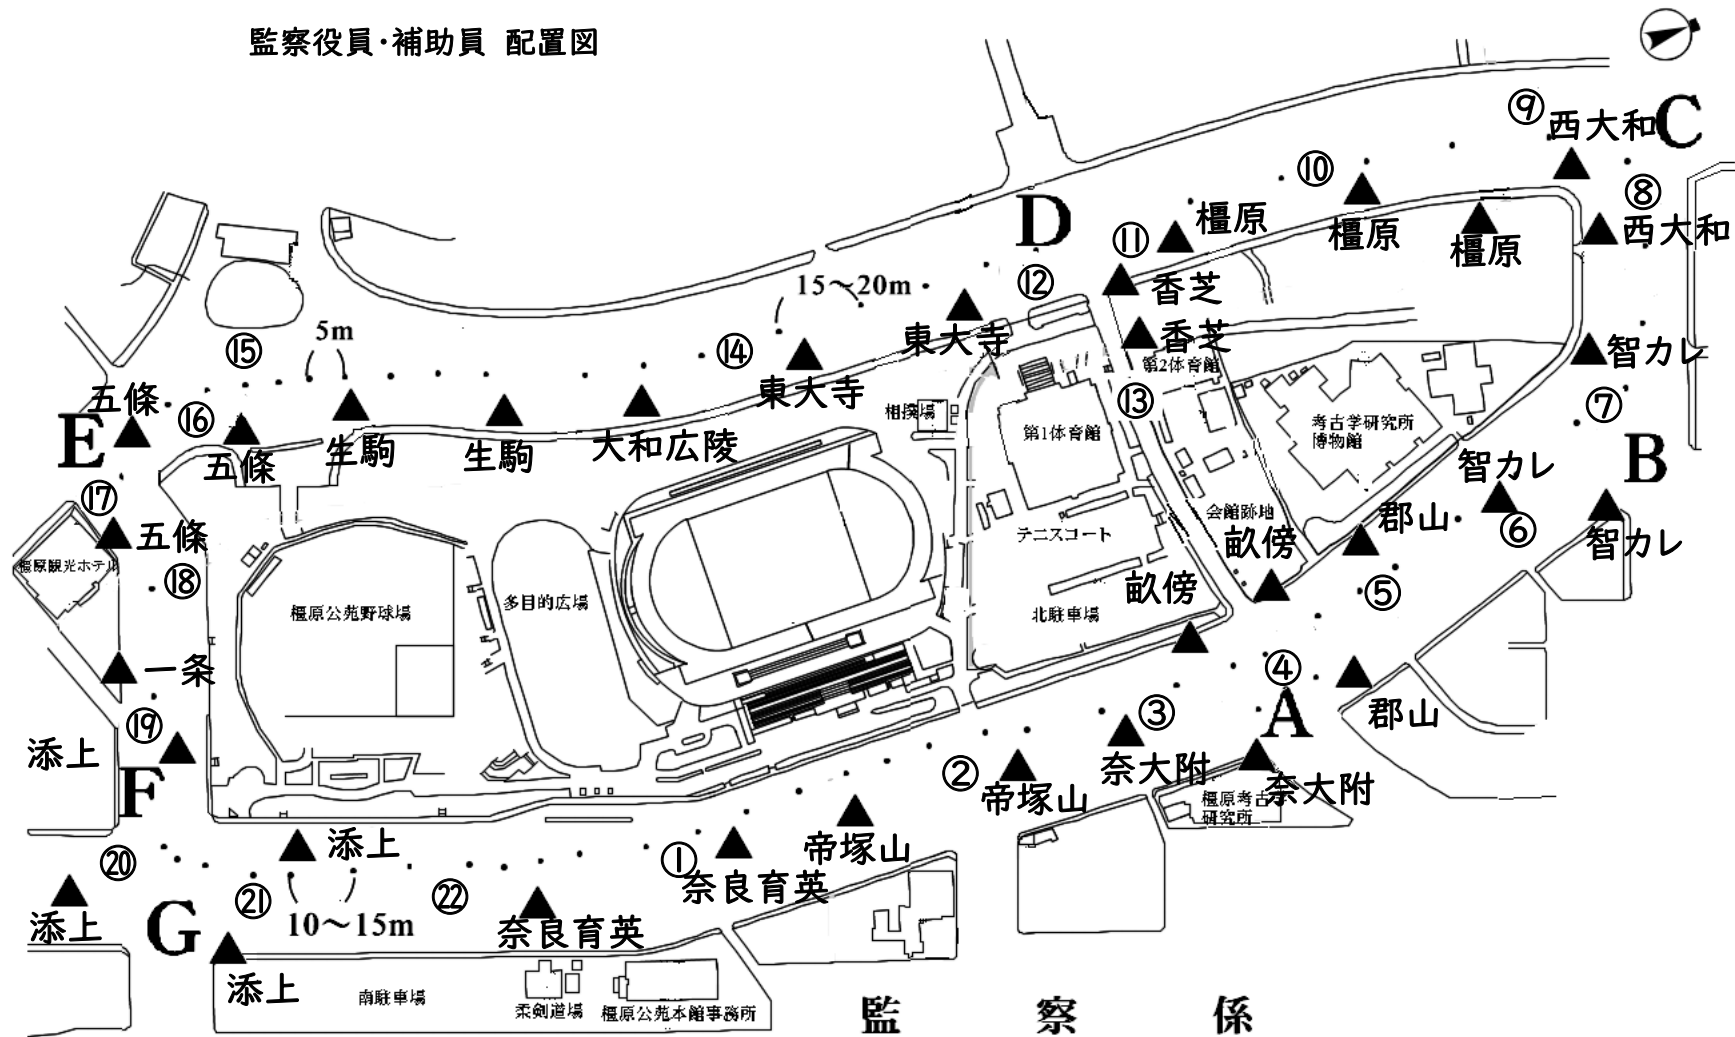 監察役員・補助員 配置図
⑨
西大和
C
⑩
⑧
西大和
D
橿原
橿原
橿原
⑪
香芝
⑫
15～20m
東大寺
香芝
第2体育館
智カレ
⑦
5m
⑮
⑭
東大寺
五條
⑯
E
五條
生駒
生駒
大和広陵
相撲場
第1体育館
⑬
考古学研究所
博物館
智カレ
B
⑰
五條
橿原観光ホテル
⑱
会館跡地
畝傍
郡山
⑥
智カレ
テニスコート
畝傍
⑤
橿原公苑野球場
多目的広場
北駐車場
一条
④
郡山
⑲
③
A
添上
F
奈大附
奈大附
②
帝塚山
橿原考古学
研究所
添上
帝塚山
⑳
①
奈良育英
㉑
㉒
添上
G
10～15m
奈良育英
添上
南駐車場
柔剣道場
橿原公苑本館事務所
監察係